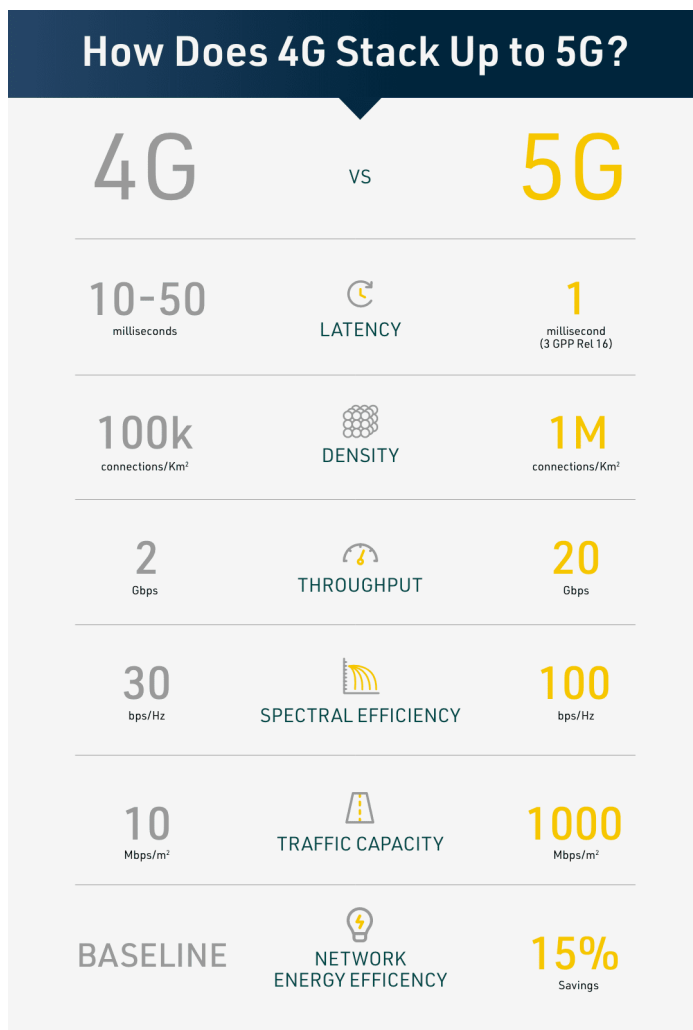 How Does 4G Stack Up to 5G?
4G
VS
5G
10-50
milliseconds
LATENCY
1
millisecond
(3 GPP Rel 16)
100k
connections/Km²
DENSITY
1M
connections/Km²
2
Gbps
THROUGHPUT
20
Gbps
30
bps/Hz
SPECTRAL EFFICIENCY
100
bps/Hz
10
Mbps/m²
TRAFFIC CAPACITY
1000
Mbps/m²
BASELINE
NETWORK
ENERGY EFFICENCY
15%
Savings